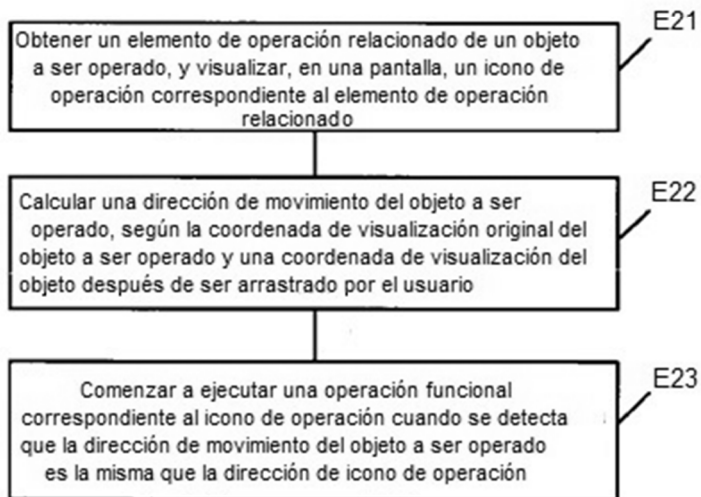 E21
Obtener un elemento de operación relacionado de un objeto
a ser operado, y visualizar, en una pantalla, un icono de
operación correspondiente al elemento de operación
relacionado
E22
Calcular una dirección de movimiento del objeto a ser
operado, según la coordenada de visualización original del
objeto a ser operado y una coordenada de visualización del
objeto después de ser arrastrado por el usuario
E23
Comenzar a ejecutar una operación funcional
correspondiente al icono de operación cuando se detecta
que la dirección de movimiento del objeto a ser operado
es la misma que la dirección de icono de operación